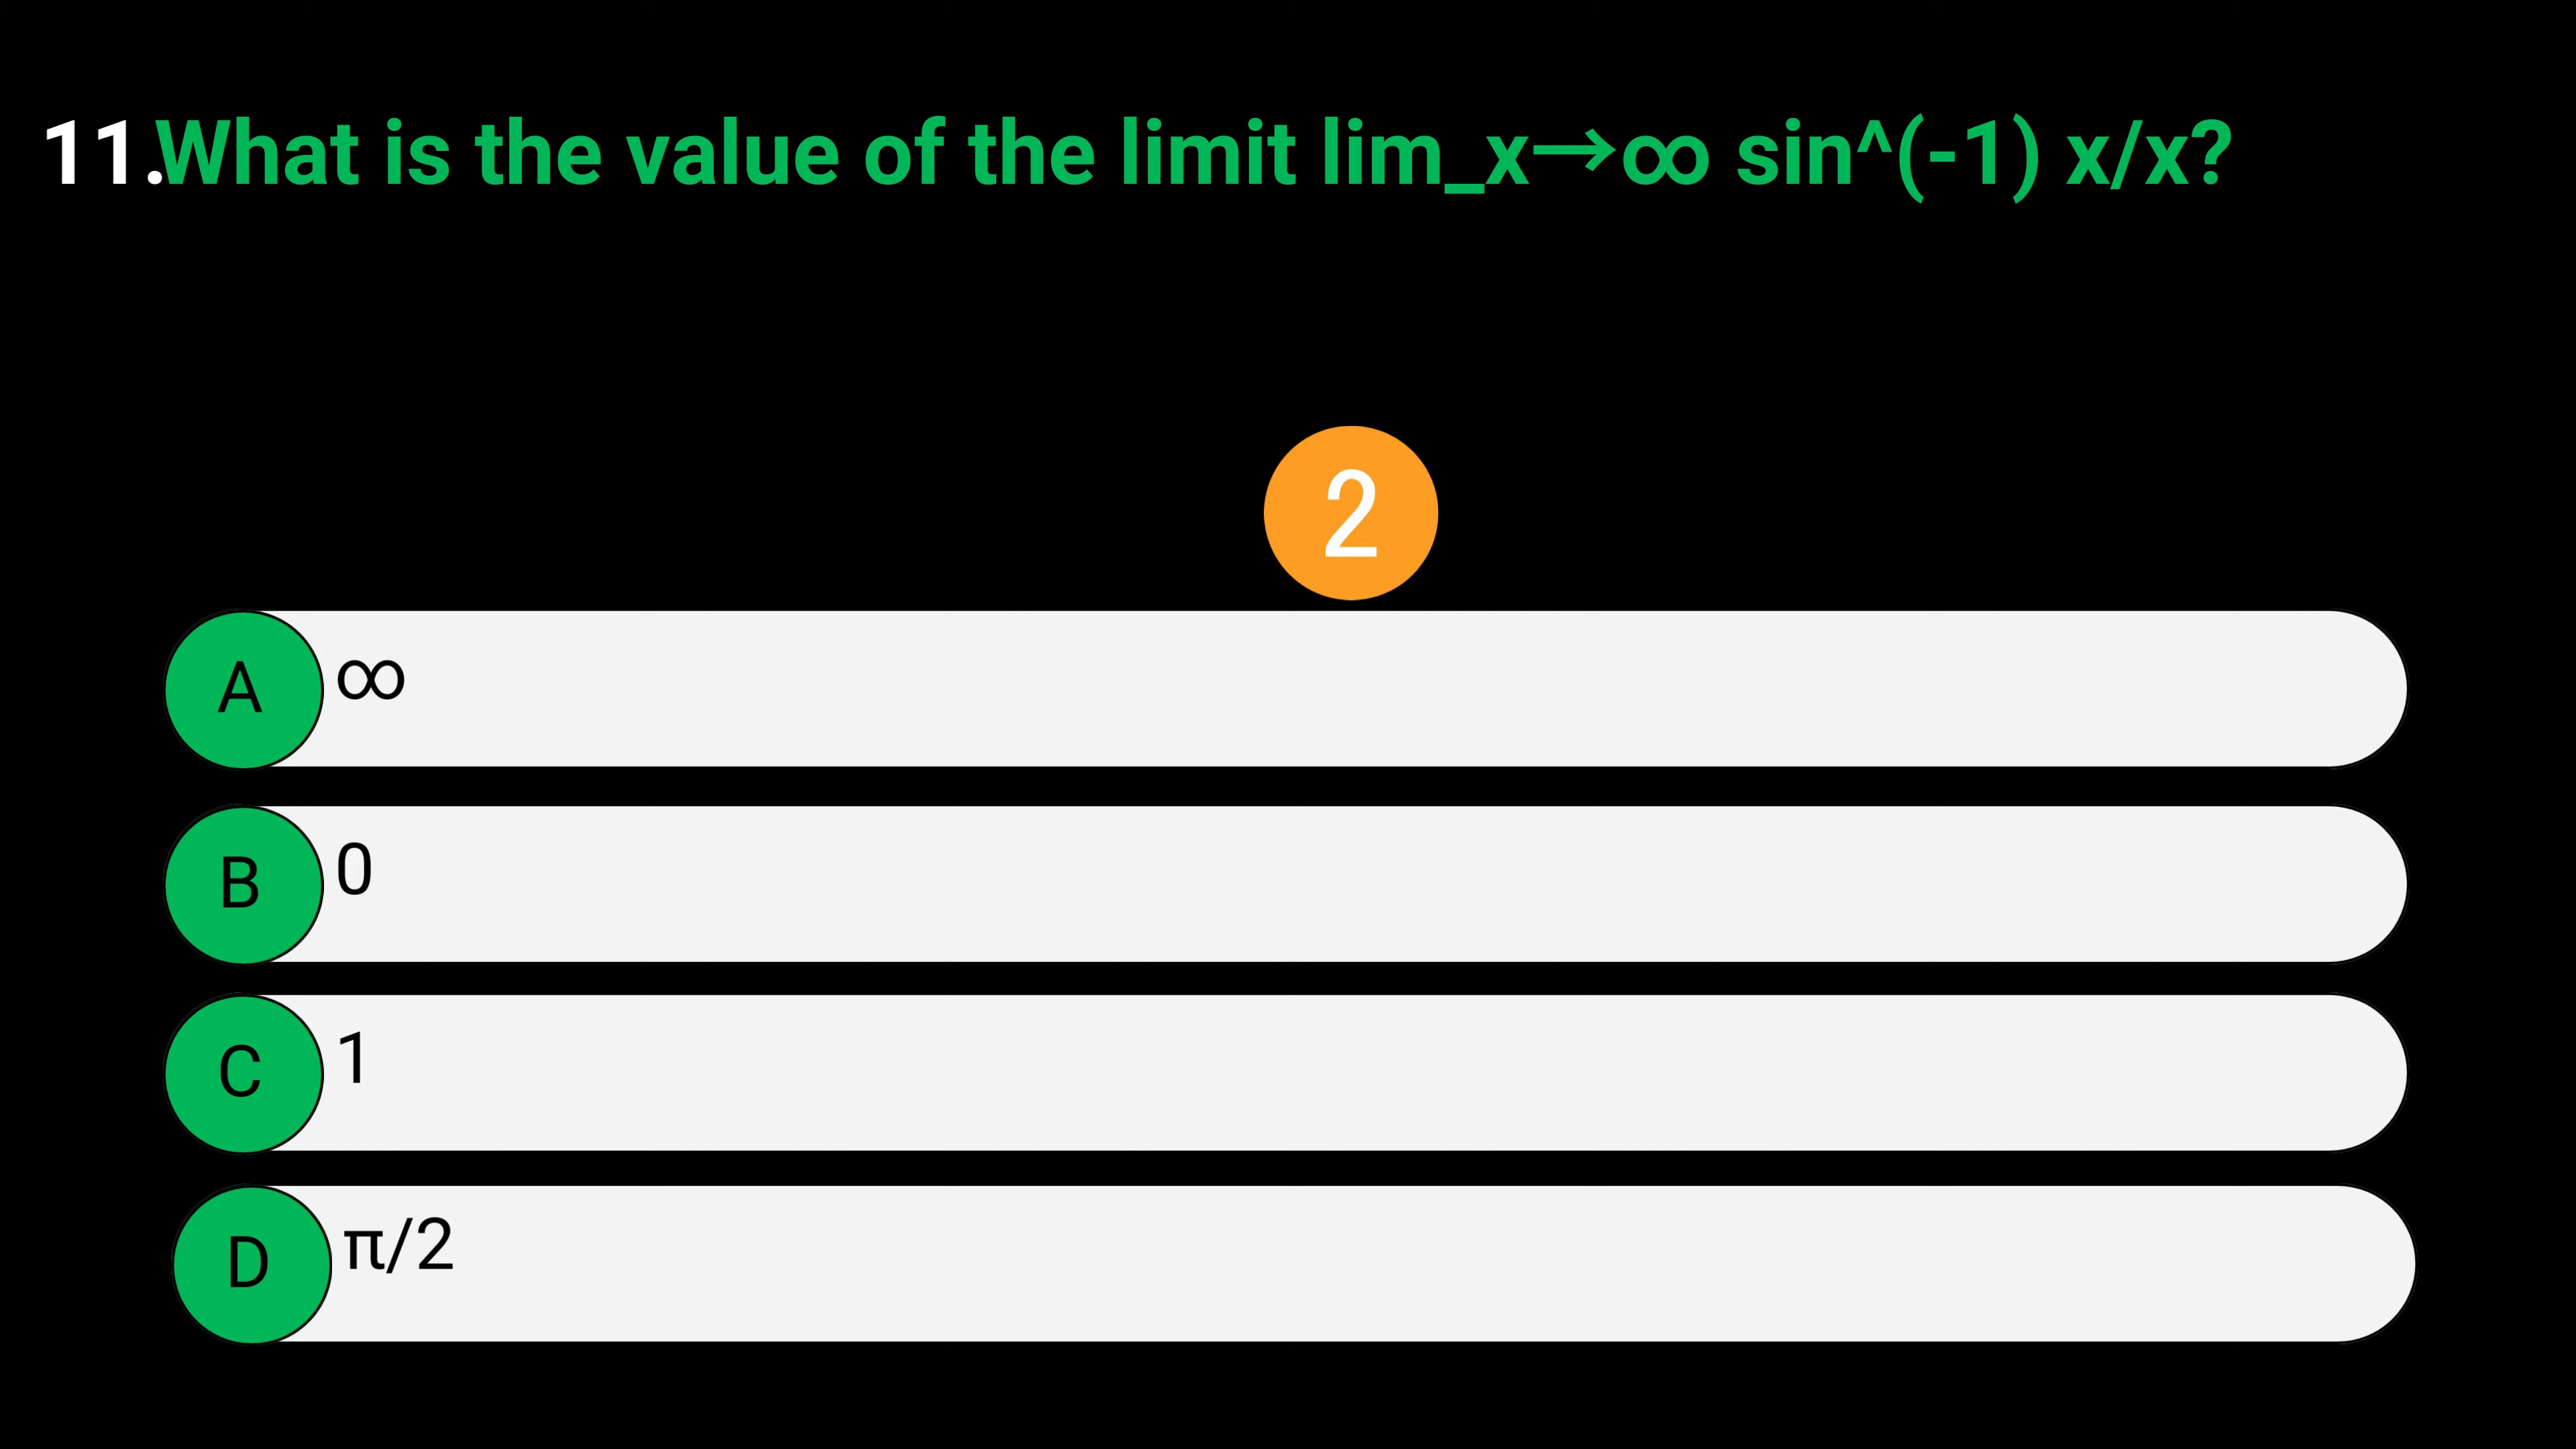 11.What is the value of the limit lim_x→∞ sin^(-1) x/x?
2
A ∞
B 0
C 1
D π/2